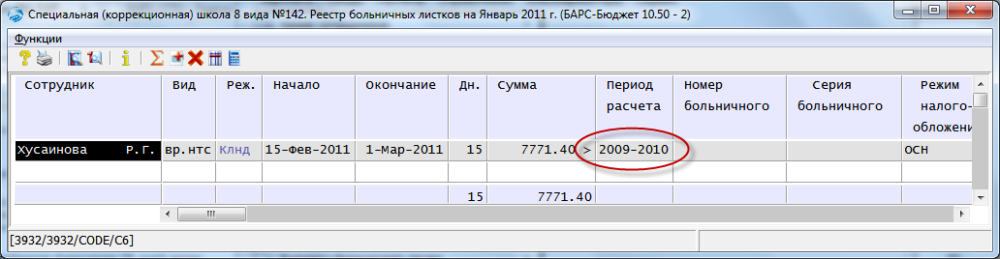 Специальная (коррекционная) школа 8 вида №142. Реестр больничных листков на Январь 2011 г. (БАРС-Бюджет 10.50 - 2)
Функции
Сотрудник Вид Реж. Начало Окончание Дн. Сумма Период Номер Серия Режим
расчета больничного больничного налого-
обложени
Хусаинова Р.Г. вр.нтс Клнд 15-Фев-2011 1-Мар-2011 15 7771.40 > 2009-2010 ОСН
15 7771.40
[3932/3932/CODE/C6]